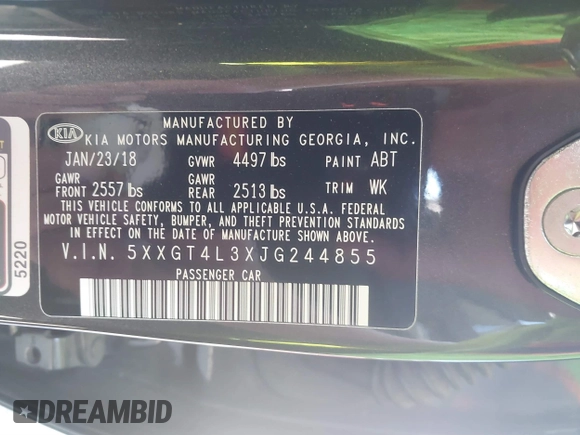 MANUFACTURED BY
KIA KIA MOTORS MANUFACTURING GEORGIA, INC.
JAN/23/18 GVWR 4497 lbs PAINT ABT
GAWR FRONT 2557 lbs GAWR REAR 2513 lbs TRIM WK
THIS VEHICLE CONFORMS TO ALL APPLICABLE U.S.A. FEDERAL
MOTOR VEHICLE SAFETY, BUMPER, AND THEFT PREVENTION STANDARDS
IN EFFECT ON THE DATE OF MANUFACTURE SHOWN ABOVE.
V.I.N. 5XXGT4L3XJG244855
PASSENGER CAR
5220
DREAMBID